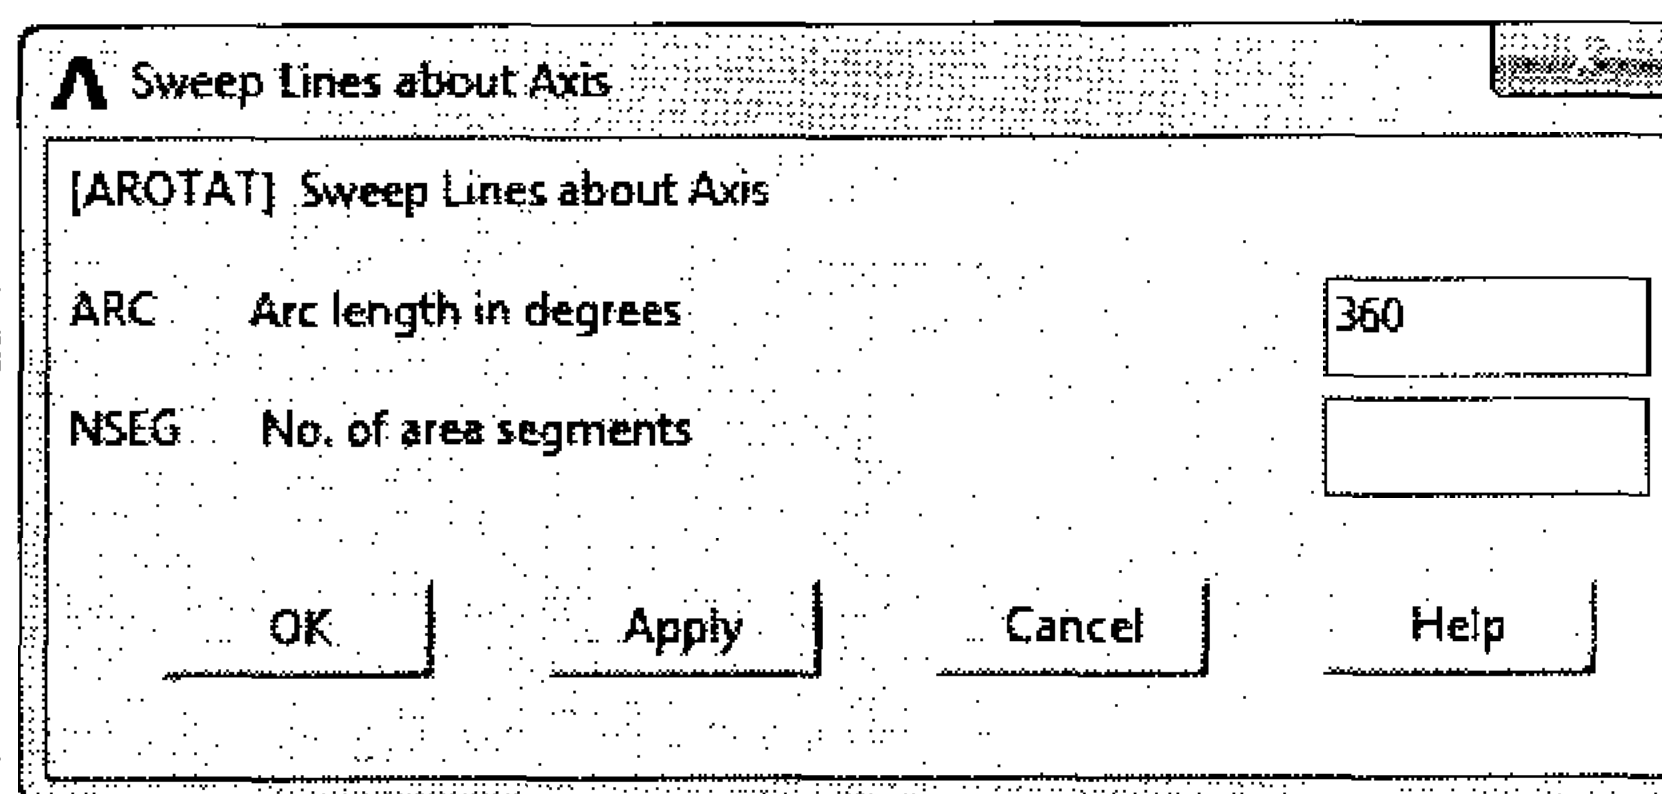 Sweep Lines about Axis
[AROTAT] Sweep Lines about Axis
ARC Arc length in degrees 360
NSEG No. of area segments
OK Apply Cancel Help